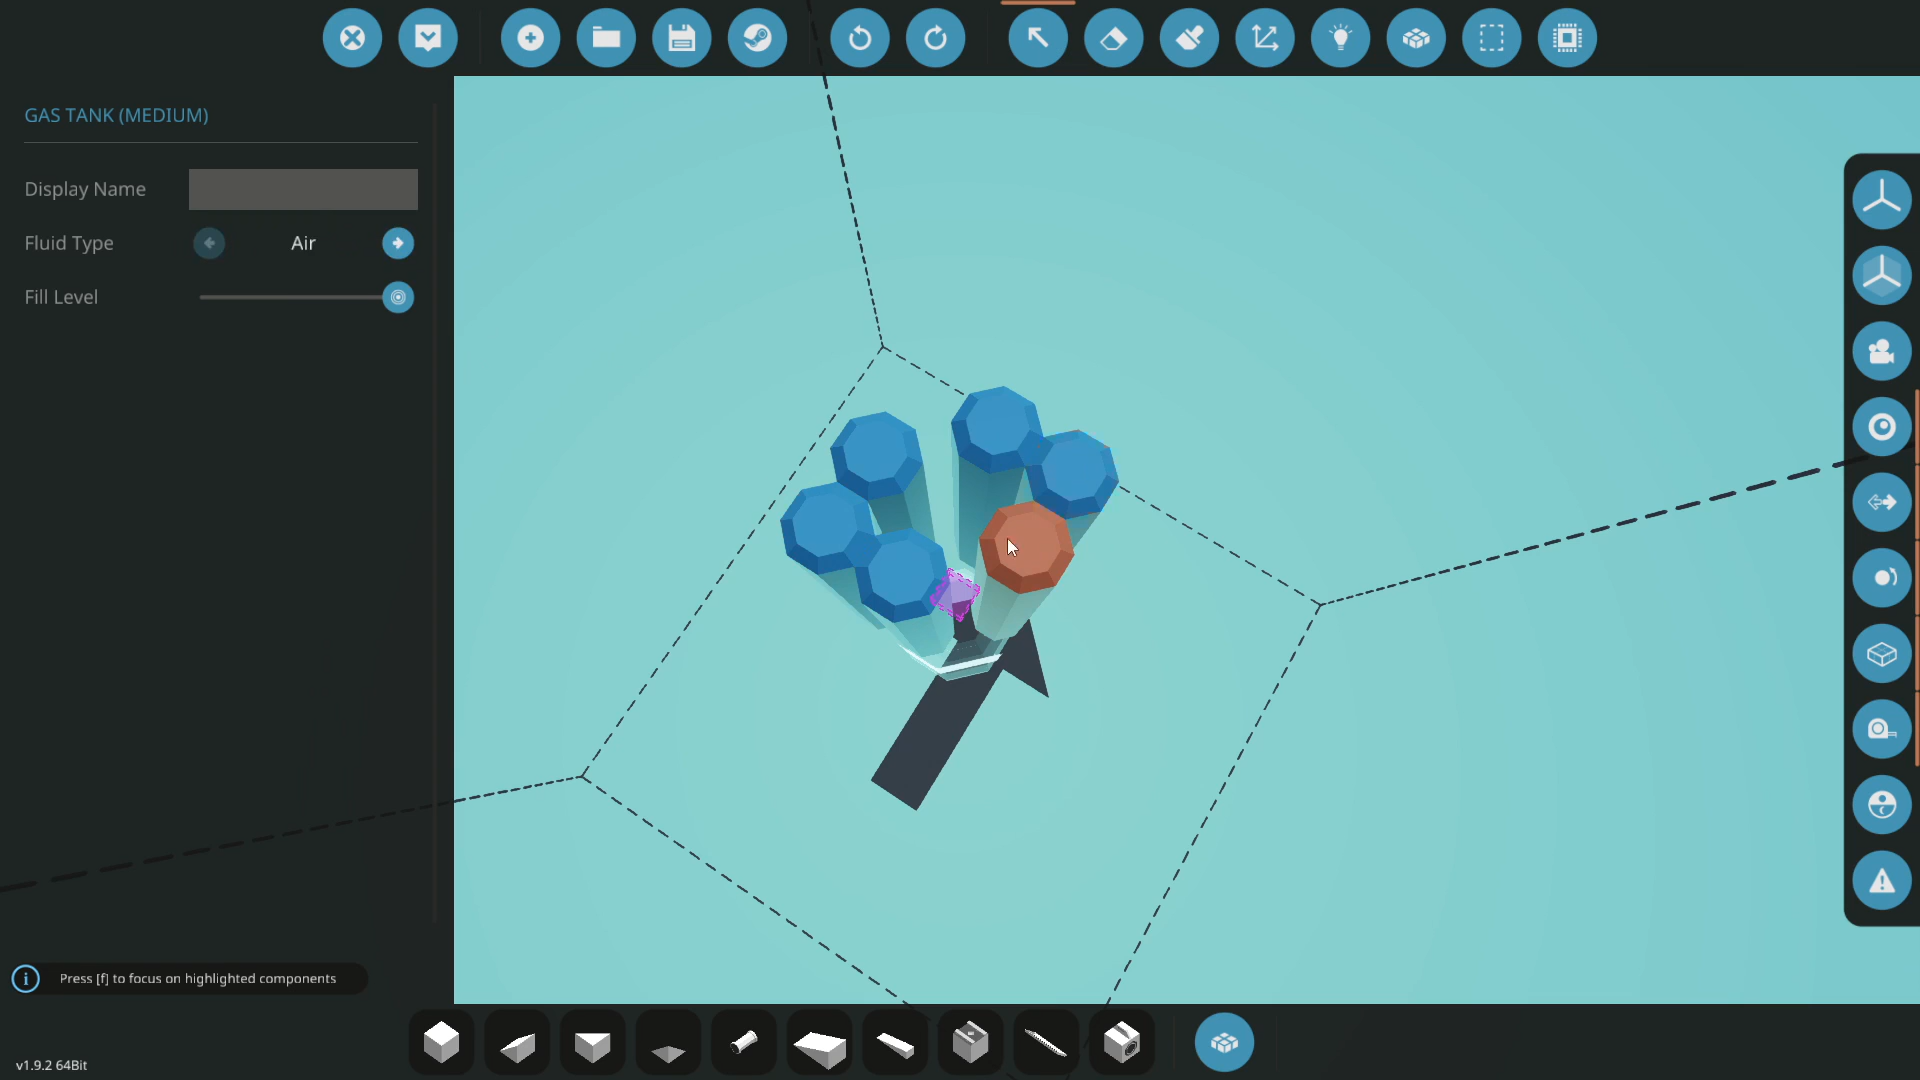 GAS TANK (MEDIUM)
Display Name
Fluid Type
Air
Fill Level
Press [f] to focus on highlighted components
v1.9.2 64Bit